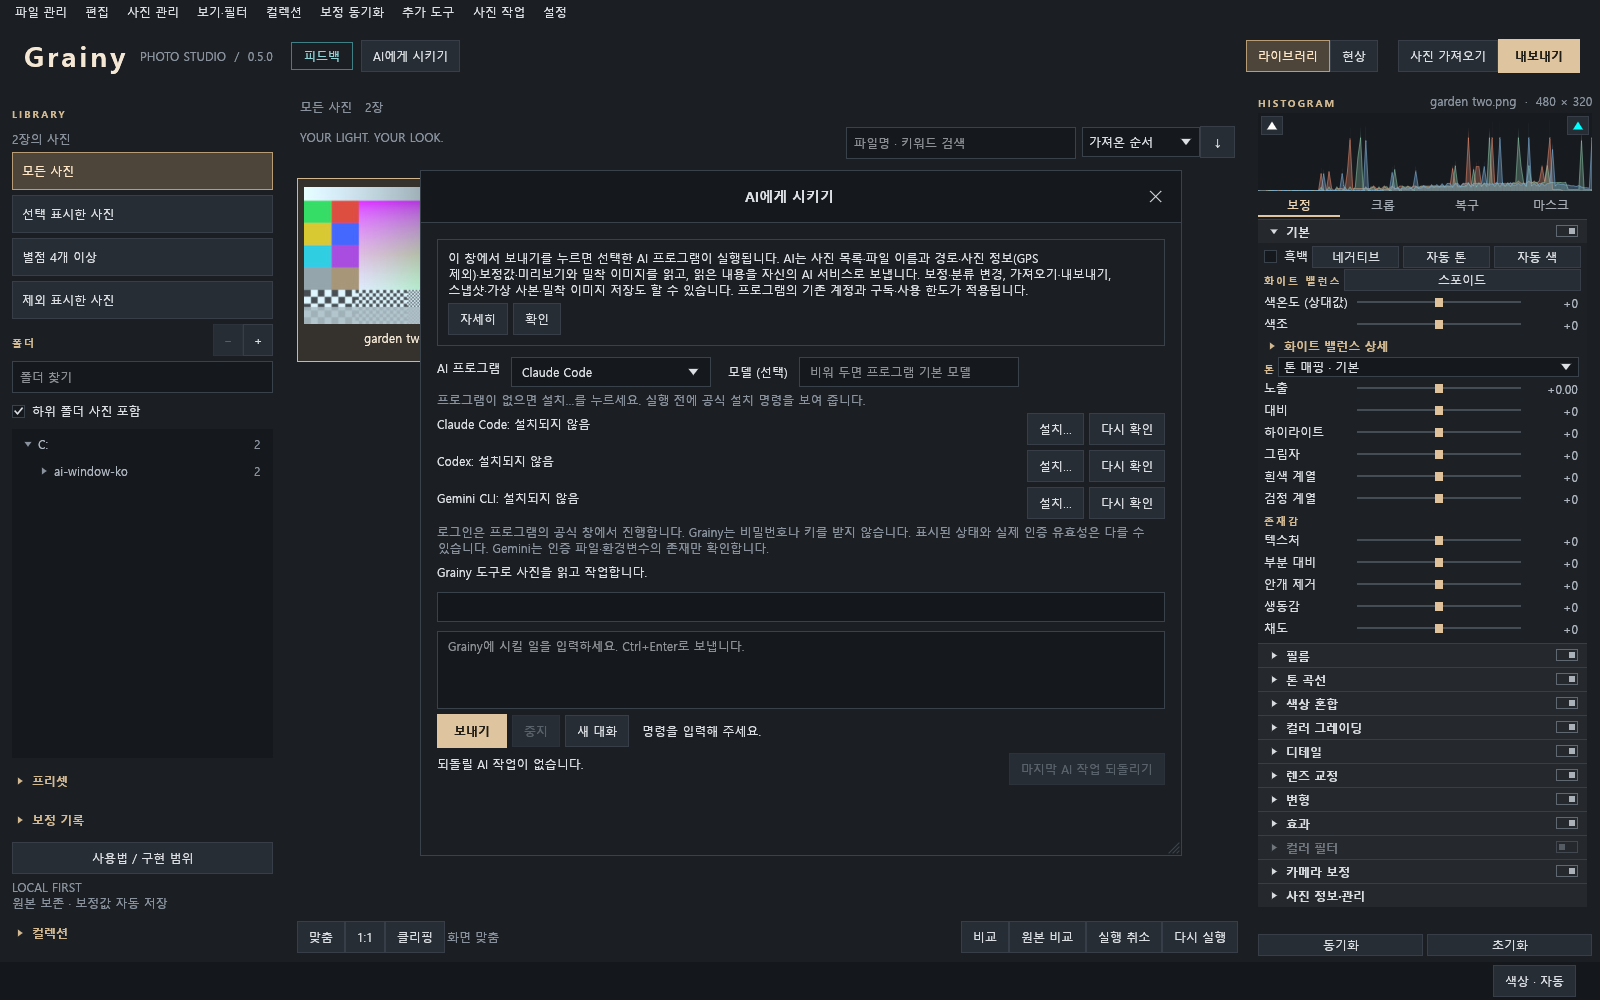 파일 관리 편집 사진 관리 보기·필터 컬렉션 보정 동기화 추가 도구 사진 작업 설정
Grainy PHOTO STUDIO / 0.5.0 피드백 AI에게 시키기 라이브러리 현상 사진 가져오기 내보내기
LIBRARY
2장의 사진
모든 사진
선택 표시한 사진
별점 4개 이상
제외 표시한 사진
폴더 − +
폴더 찾기
하위 폴더 사진 포함
C: 2
ai-window-ko 2
프리셋
보정 기록
사용법 / 구현 범위
LOCAL FIRST
원본 보존 · 보정값 자동 저장
컬렉션
모든 사진 2장
YOUR LIGHT. YOUR LOOK.
파일명 · 키워드 검색 가져온 순서 ↓
garden tw
AI에게 시키기
이 창에서 보내기를 누르면 선택한 AI 프로그램이 실행됩니다. AI는 사진 목록·파일 이름과 경로·사진 정보(GPS
제외)·보정값·미리보기와 밀착 이미지를 읽고, 읽은 내용을 자신의 AI 서비스로 보냅니다. 보정·분류 변경, 가져오기·내보내기,
스냅샷·가상 사본·밀착 이미지 저장도 할 수 있습니다. 프로그램의 기존 계정과 구독·사용 한도가 적용됩니다.
자세히 확인
AI 프로그램 Claude Code 모델 (선택) 비워 두면 프로그램 기본 모델
프로그램이 없으면 설치...를 누르세요. 실행 전에 공식 설치 명령을 보여 줍니다.
Claude Code: 설치되지 않음 설치... 다시 확인
Codex: 설치되지 않음 설치... 다시 확인
Gemini CLI: 설치되지 않음 설치... 다시 확인
로그인은 프로그램의 공식 창에서 진행합니다. Grainy는 비밀번호나 키를 받지 않습니다. 표시된 상태와 실제 인증 유효성은 다를 수
있습니다. Gemini는 인증 파일·환경변수의 존재만 확인합니다.
Grainy 도구로 사진을 읽고 작업합니다.
Grainy에 시킬 일을 입력하세요. Ctrl+Enter로 보냅니다.
보내기 중지 새 대화 명령을 입력해 주세요.
되돌릴 AI 작업이 없습니다. 마지막 AI 작업 되돌리기
맞춤 1:1 클리핑 화면 맞춤 비교 원본 비교 실행 취소 다시 실행
HISTOGRAM garden two.png · 480 × 320
보정 크롭 복구 마스크
기본
흑백 네거티브 자동 톤 자동 색
화이트 밸런스 스포이드
색온도 (상대값) +0
색조 +0
화이트 밸런스 상세
톤 톤 매핑 · 기본
노출 +0.00
대비 +0
하이라이트 +0
그림자 +0
흰색 계열 +0
검정 계열 +0
존재감
텍스처 +0
부분 대비 +0
안개 제거 +0
생동감 +0
채도 +0
필름
톤 곡선
색상 혼합
컬러 그레이딩
디테일
렌즈 교정
변형
효과
컬러 필터
카메라 보정
사진 정보·관리
동기화 초기화
색상 · 자동